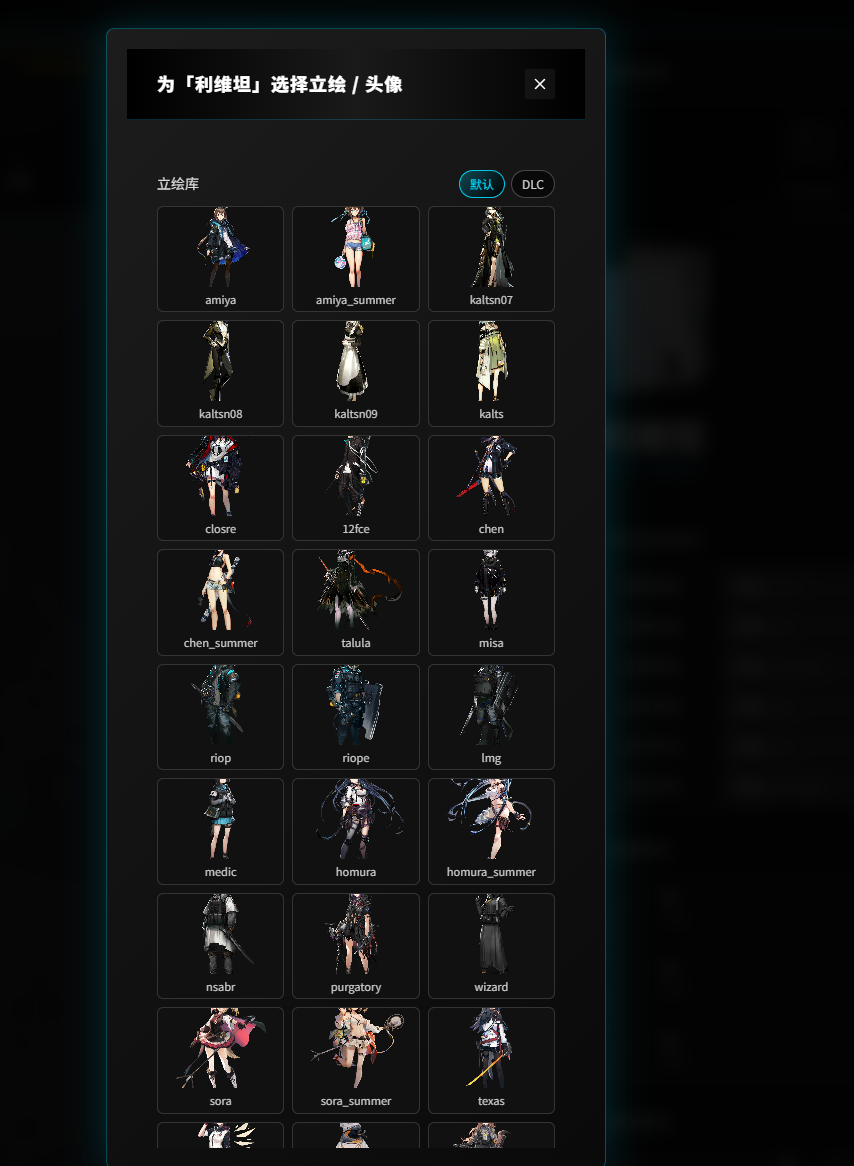 为「利维坦」选择立绘 / 头像
×
立绘库
默认 DLC
amiya amiya_summer kaltsn07
kaltsn08 kaltsn09 kalts
closre 12fce chen
chen_summer talula misa
riop riope lmg
medic homura homura_summer
nsabr purgatory wizard
sora sora_summer texas